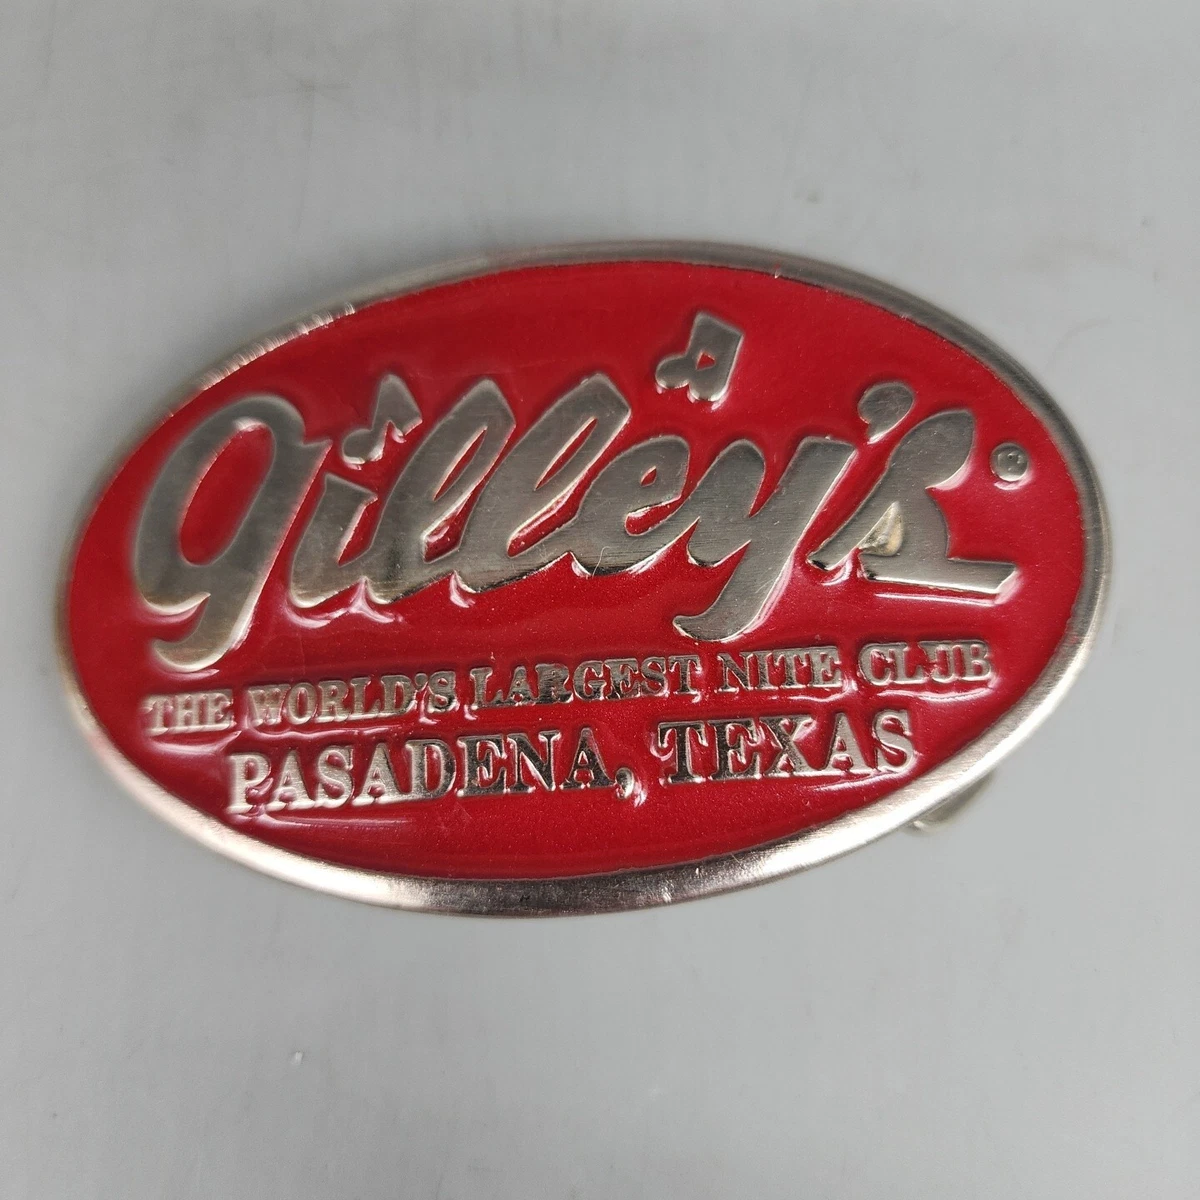 Gilley's ®
THE WORLD'S LARGEST NITE CLUB
PASADENA, TEXAS